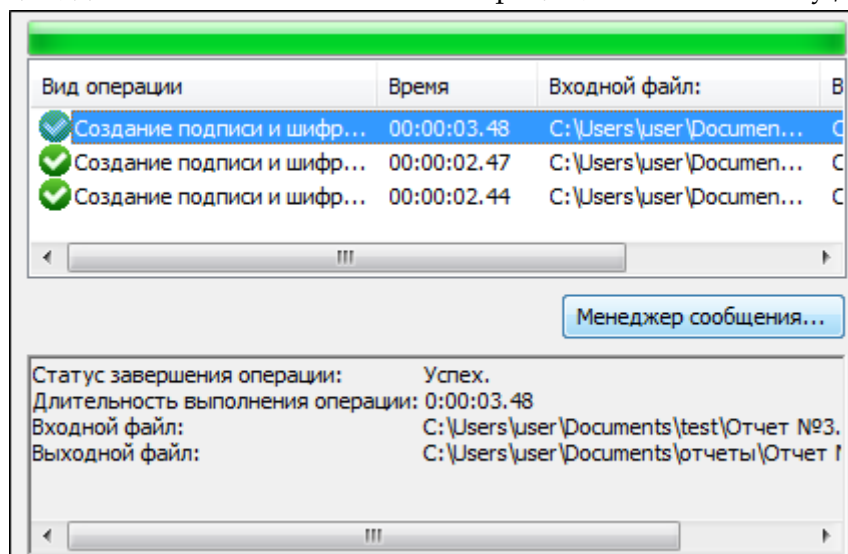 Вид операции Время Входной файл: В
Создание подписи и шифр... 00:00:03.48 C:\Users\user\Documen... C
Создание подписи и шифр... 00:00:02.47 C:\Users\user\Documen... C
Создание подписи и шифр... 00:00:02.44 C:\Users\user\Documen... C
Менеджер сообщения...
Статус завершения операции: Успех.
Длительность выполнения операции: 0:00:03.48
Входной файл: C:\Users\user\Documents\test\Отчет №3.
Выходной файл: C:\Users\user\Documents\отчеты\Отчет